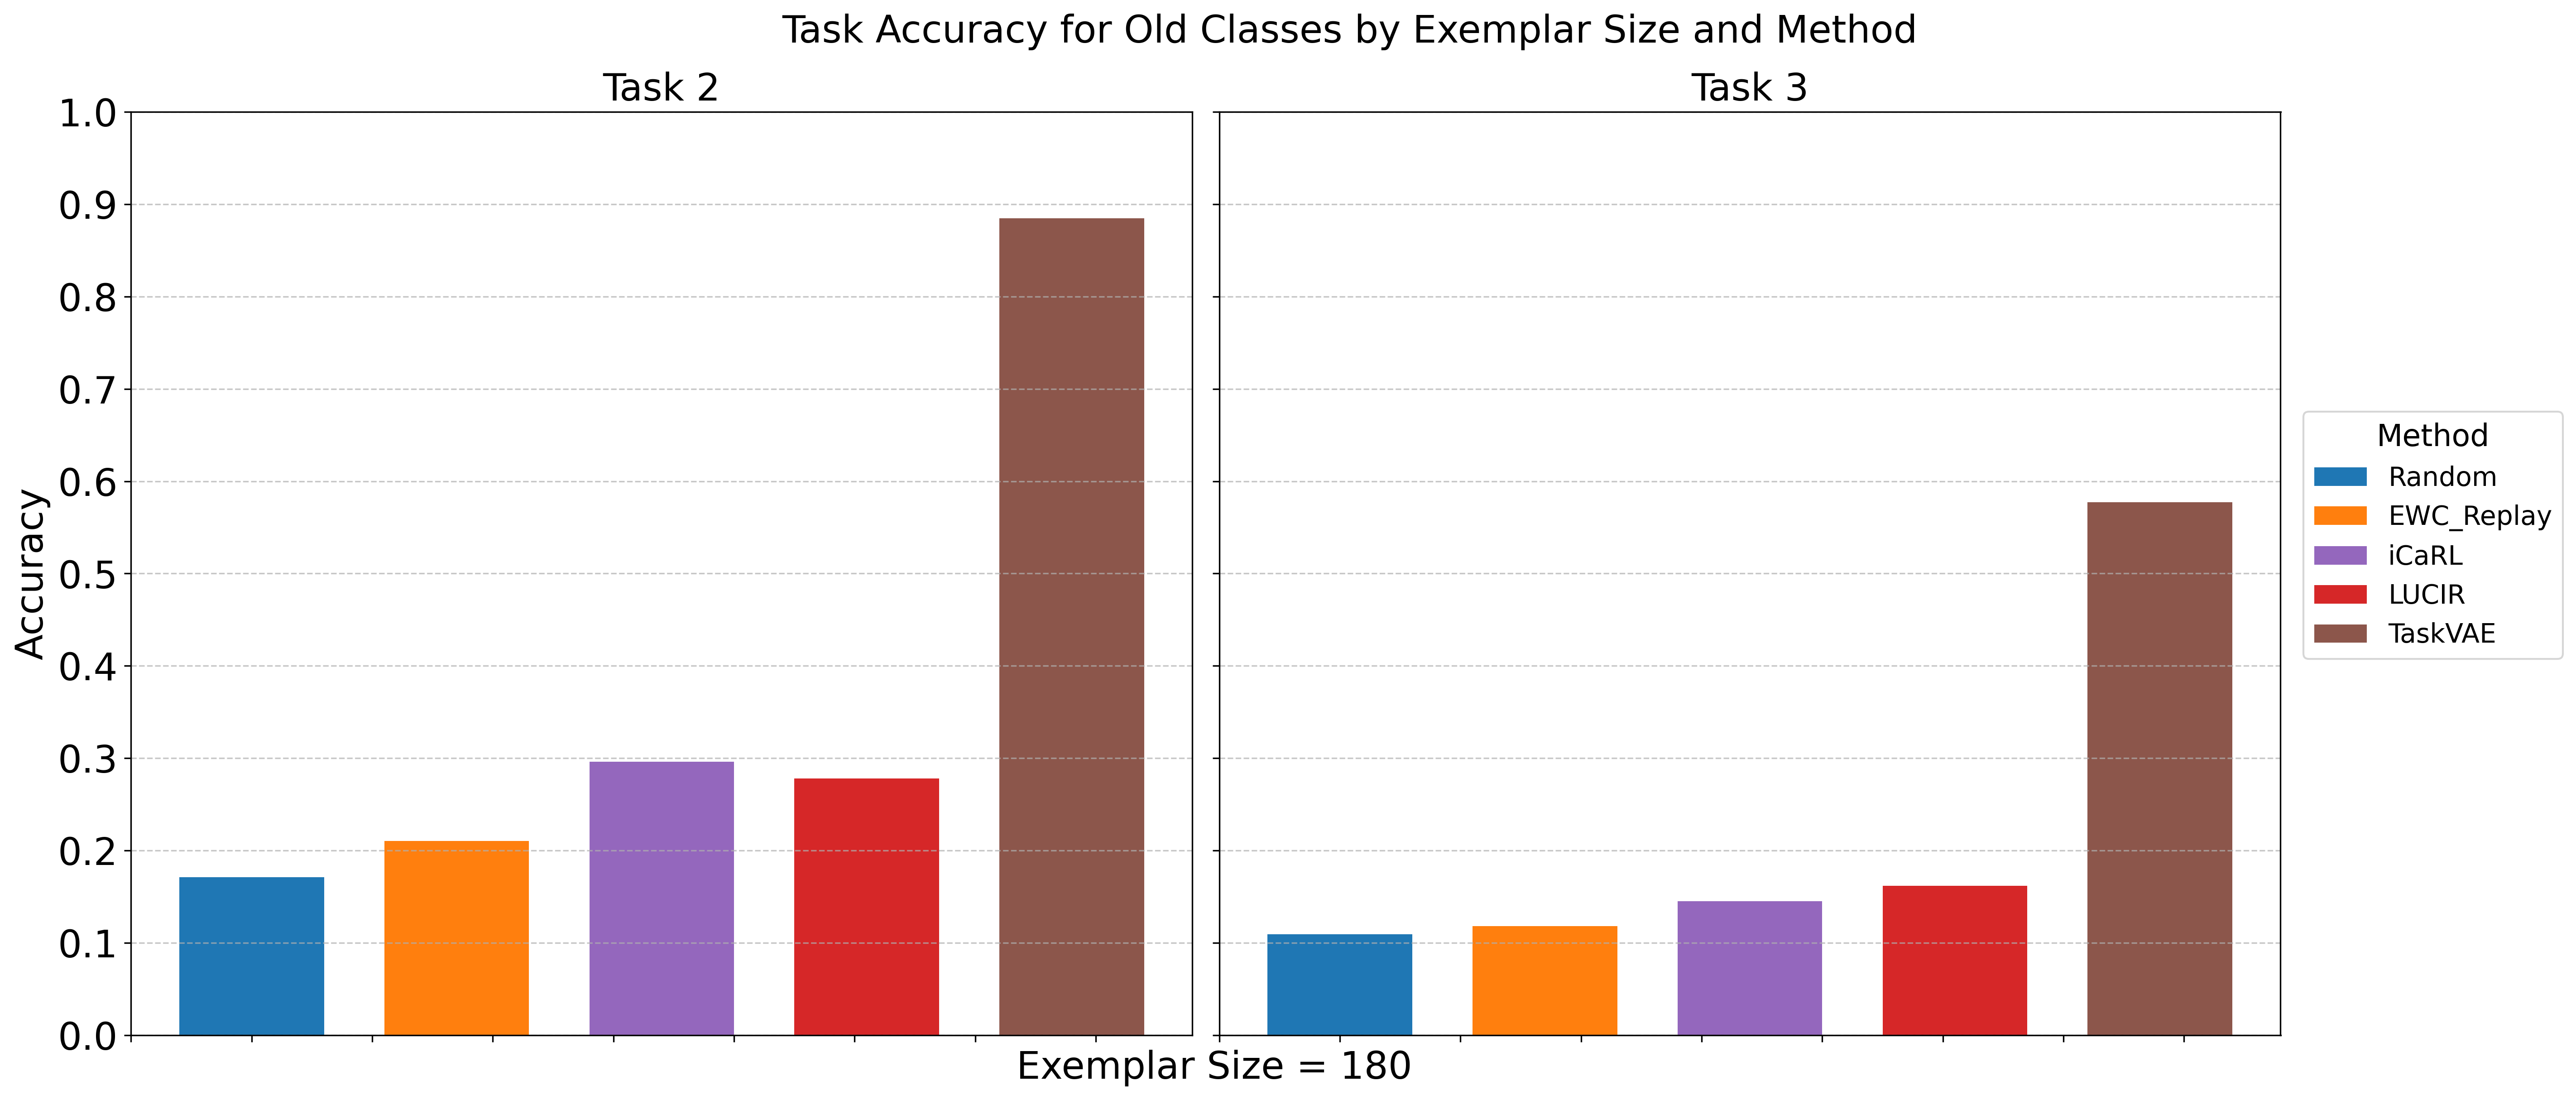 Task Accuracy for Old Classes by Exemplar Size and Method
Task 2
Task 3
1.0
0.9
0.8
0.7
0.6
0.5
0.4
0.3
0.2
0.1
0.0
Accuracy
Exemplar Size = 180
Method
Random
EWC_Replay
iCaRL
LUCIR
TaskVAE